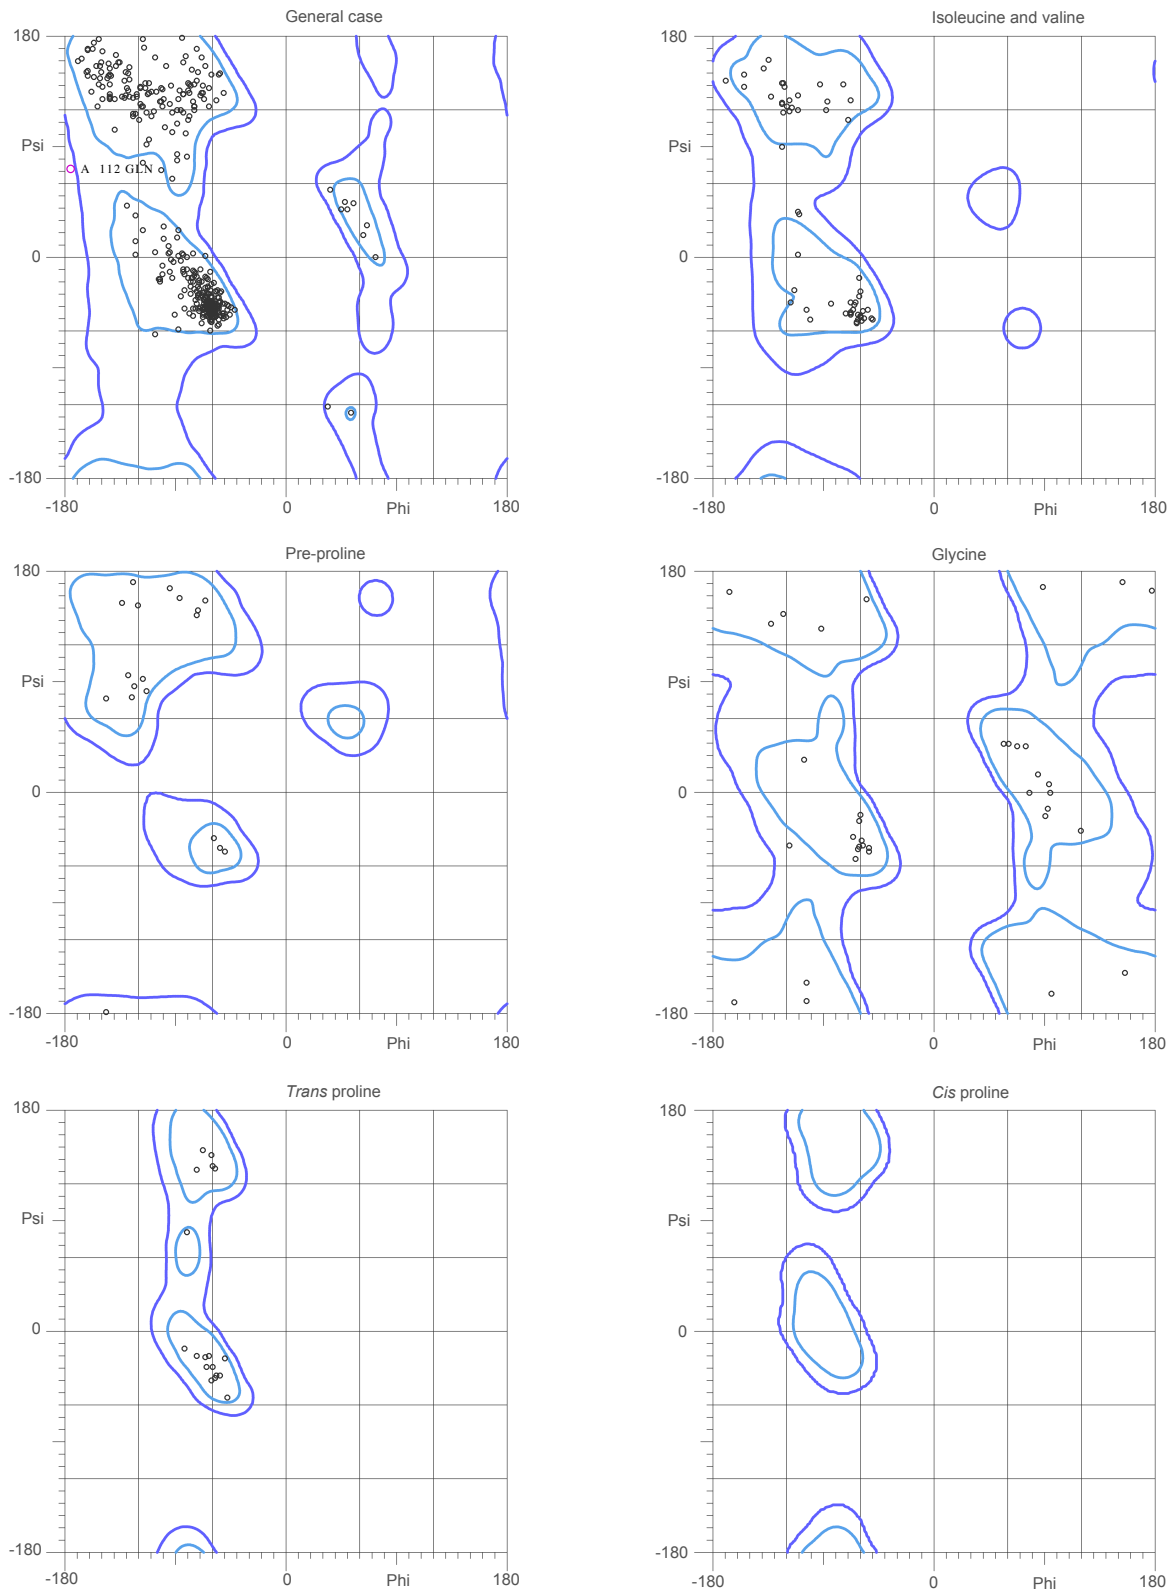 General case
180
Psi
A 112 GLN
0
-180
-180
0
Phi
180
Isoleucine and valine
180
Psi
0
-180
-180
0
Phi
180
Pre-proline
180
Psi
0
-180
-180
0
Phi
180
Glycine
180
Psi
0
-180
-180
0
Phi
180
Trans proline
180
Psi
0
-180
-180
0
Phi
180
Cis proline
180
Psi
0
-180
-180
0
Phi
180